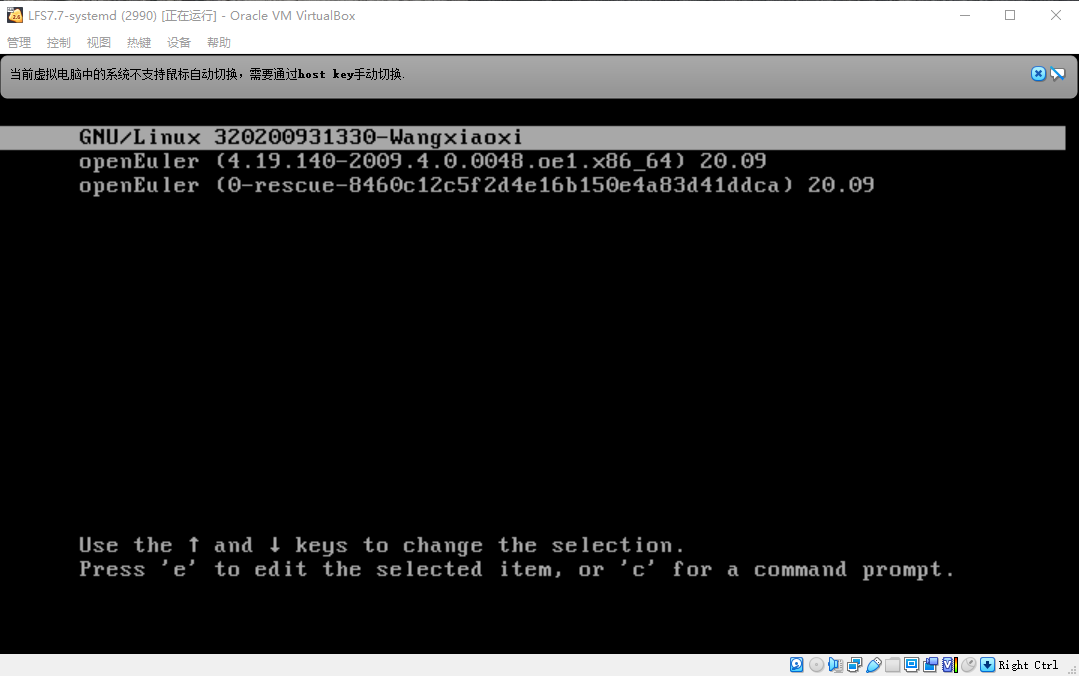 LFS7.7-systemd (2990) [正在运行] - Oracle VM VirtualBox
管理 控制 视图 热键 设备 帮助
当前虚拟电脑中的系统不支持鼠标自动切换，需要通过host key手动切换.
GNU/Linux 320200931330-Wangxiaoxi
openEuler (4.19.140-2009.4.0.0048.oe1.x86_64) 20.09
openEuler (0-rescue-8460c12c5f2d4e16b150e4a83d41ddca) 20.09
Use the ↑ and ↓ keys to change the selection.
Press 'e' to edit the selected item, or 'c' for a command prompt.
Right Ctrl